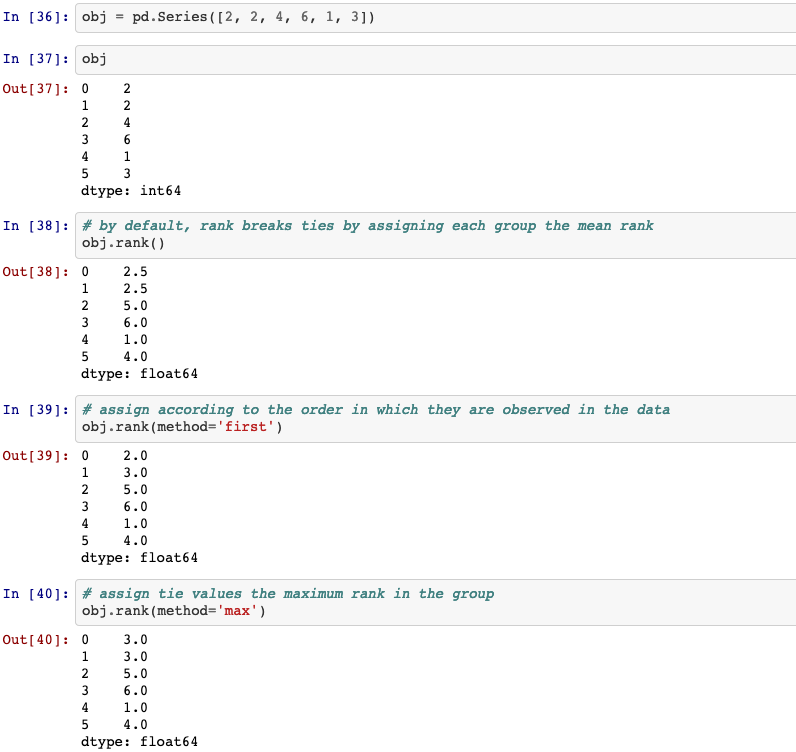 In [36]: obj = pd.Series([2, 2, 4, 6, 1, 3])
In [37]: obj
Out[37]: 0    2
1    2
2    4
3    6
4    1
5    3
dtype: int64
In [38]: # by default, rank breaks ties by assigning each group the mean rank
obj.rank()
Out[38]: 0    2.5
1    2.5
2    5.0
3    6.0
4    1.0
5    4.0
dtype: float64
In [39]: # assign according to the order in which they are observed in the data
obj.rank(method='first')
Out[39]: 0    2.0
1    3.0
2    5.0
3    6.0
4    1.0
5    4.0
dtype: float64
In [40]: # assign tie values the maximum rank in the group
obj.rank(method='max')
Out[40]: 0    3.0
1    3.0
2    5.0
3    6.0
4    1.0
5    4.0
dtype: float64